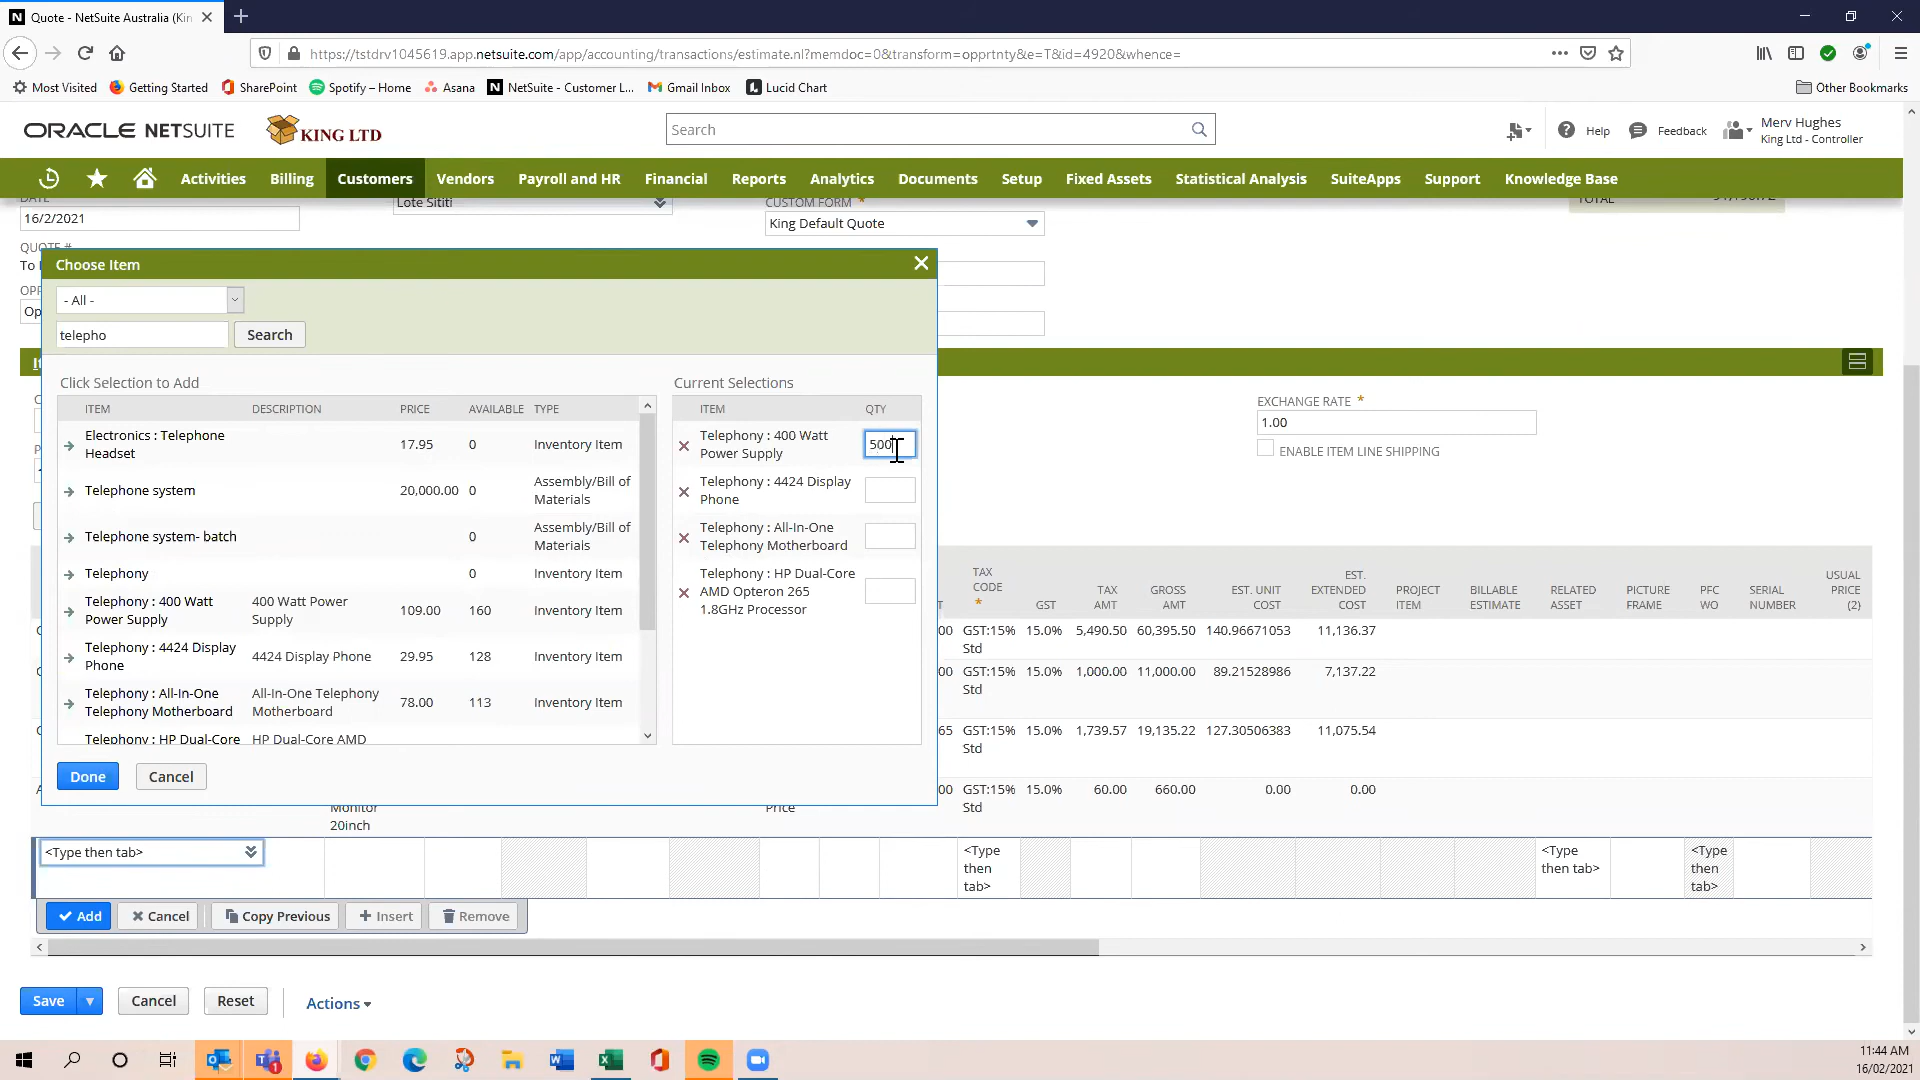 Quote - NetSuite Australia (Kin
https://tstdrv1045619.app.netsuite.com/app/accounting/transactions/estimate.nl?memdoc=0&transform=opprtnty&e=T&id=4920&whence=
Most Visited Getting Started SharePoint Spotify – Home Asana NetSuite - Customer L... Gmail Inbox Lucid Chart Other Bookmarks
ORACLE NETSUITE KING LTD Search Help Feedback Merv Hughes
King Ltd - Controller
Activities Billing Customers Vendors Payroll and HR Financial Reports Analytics Documents Setup Fixed Assets Statistical Analysis SuiteApps Support Knowledge Base
DATE Lote Sititi CUSTOM FORM * TOTAL
16/2/2021 King Default Quote
QUOTE #
To
Choose Item
OPP
Op
- All -
telepho Search
Click Selection to Add Current Selections
ITEM DESCRIPTION PRICE AVAILABLE TYPE ITEM QTY
Electronics : Telephone
Headset 17.95 0 Inventory Item
Telephone system 20,000.00 0 Assembly/Bill of
Materials
Telephone system- batch 0 Assembly/Bill of
Materials
Telephony 0 Inventory Item
Telephony : 400 Watt
Power Supply 400 Watt Power
Supply 109.00 160 Inventory Item
Telephony : 4424 Display
Phone 4424 Display Phone 29.95 128 Inventory Item
Telephony : All-In-One
Telephony Motherboard All-In-One Telephony
Motherboard 78.00 113 Inventory Item
Telephony : HP Dual-Core HP Dual-Core AMD
Telephony : 400 Watt
Power Supply 500
Telephony : 4424 Display
Phone
Telephony : All-In-One
Telephony Motherboard
Telephony : HP Dual-Core
AMD Opteron 265
1.8GHz Processor
Done Cancel
EXCHANGE RATE *
1.00
ENABLE ITEM LINE SHIPPING
TAX
CODE
* GST TAX
AMT GROSS
AMT EST. UNIT
COST EST.
EXTENDED
COST PROJECT
ITEM BILLABLE
ESTIMATE RELATED
ASSET PICTURE
FRAME PFC
WO SERIAL
NUMBER USUAL
PRICE
(2)
00 GST:15%
Std 15.0% 5,490.50 60,395.50 140.96671053 11,136.37
00 GST:15%
Std 15.0% 1,000.00 11,000.00 89.21528986 7,137.22
65 GST:15%
Std 15.0% 1,739.57 19,135.22 127.30506383 11,075.54
00 GST:15%
Std 15.0% 60.00 660.00 0.00 0.00
Monitor
20inch Price
<Type then tab> <Type
then
tab> <Type
then tab> <Type
then
tab>
Add Cancel Copy Previous Insert Remove
Save Cancel Reset Actions
1
11:44 AM
16/02/2021